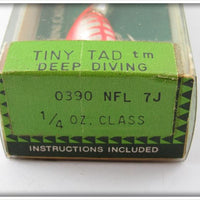 TINY TAD tm
DEEP DIVING
0390 NFL 7J
1/4 OZ. CLASS
INSTRUCTIONS INCLUDED